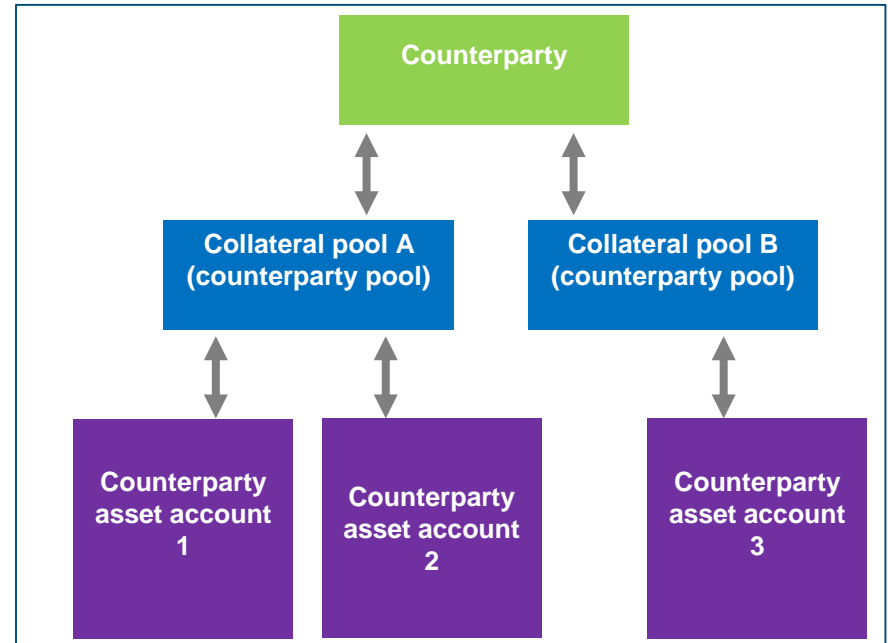 Counterparty
Collateral pool A
(counterparty pool)
Collateral pool B
(counterparty pool)
Counterparty
asset account
1
Counterparty
asset account
2
Counterparty
asset account
3